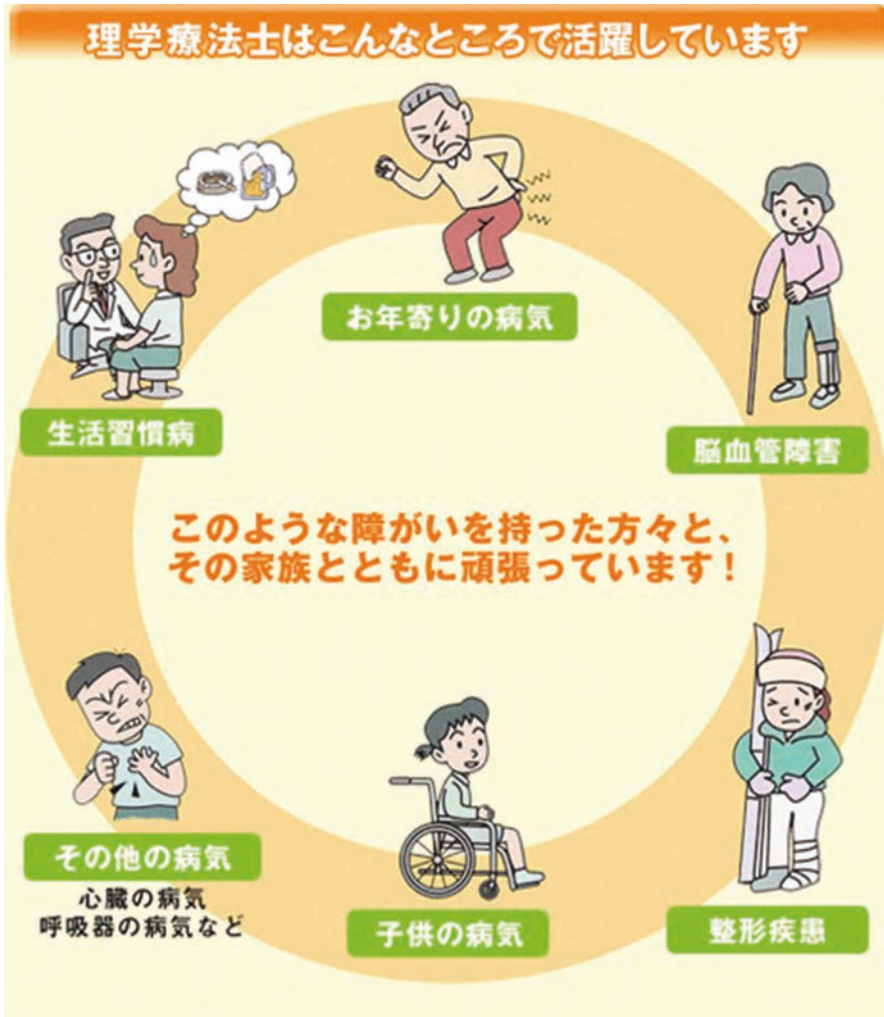 理学療法士はこんなところで活躍しています
お年寄りの病気
生活習慣病
脳血管障害
このような障がいを持った方々と、
その家族とともに頑張っています！
その他の病気
心臓の病気
呼吸器の病気など
子供の病気
整形疾患